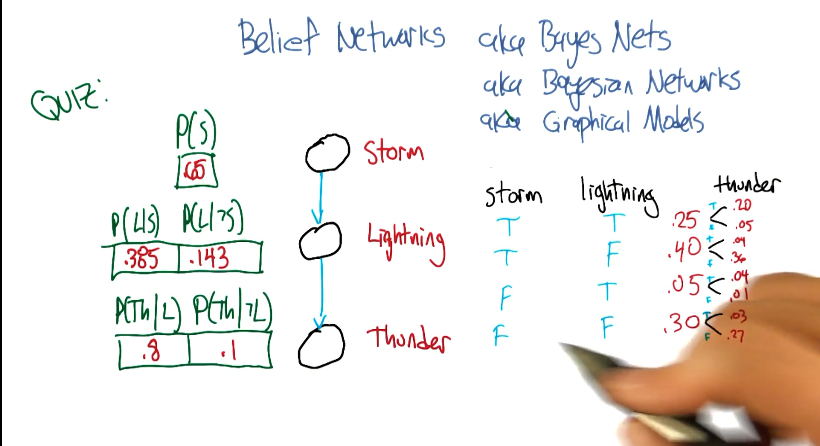 Belief Networks aka Bayes Nets
aka Bayesian Networks
aka Graphical Models
QUIZ:
P(S)
.65
Storm
P(L|S) P(L|¬S)
.385 .143
Lightning
P(Th|L) P(Th|¬L)
.8 .1
Thunder
storm lightning thunder
T T .25 < T .20
F .05
T F .40 < T .04
F .36
F T .05 < T .04
F .01
F F .30 < T .03
F .27